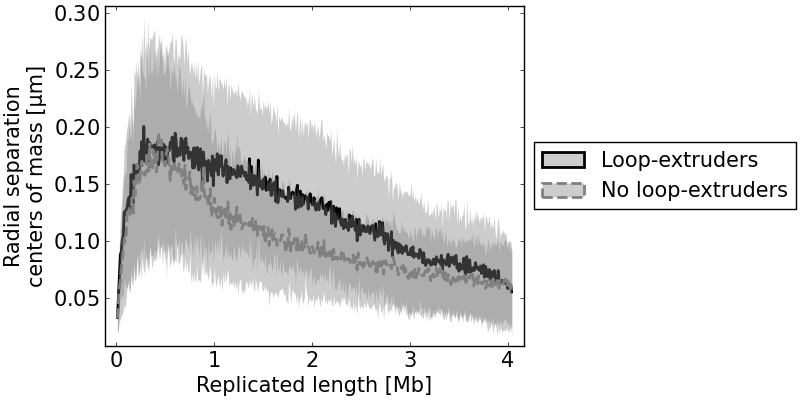 0.30
0.25
0.20
0.15
0.10
0.05
Radial separation
centers of mass [μm]
0
1
2
3
4
Replicated length [Mb]
Loop-extruders
No loop-extruders